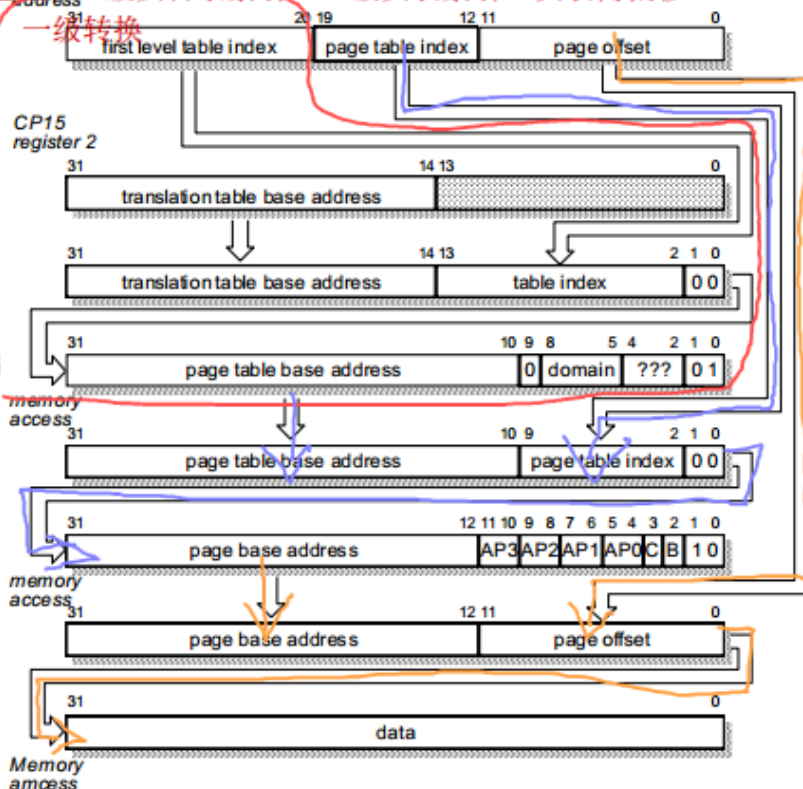 address
31 20 19 12 11 0
一级转换
first level table index page table index page offset
CP15
register 2
31 14 13 0
translation table base address
31 14 13 2 1 0
translation table base address table index 0 0
31 10 9 8 5 4 2 1 0
page table base address 0 domain ??? 0 1
memory
access
31 10 9 2 1 0
page table base address page table index 0 0
31 12 11 10 9 8 7 6 5 4 3 2 1 0
page base address AP3 AP2 AP1 AP0 C B 1 0
memory
access
31 12 11 0
page base address page offset
31 0
data
Memory
amcess